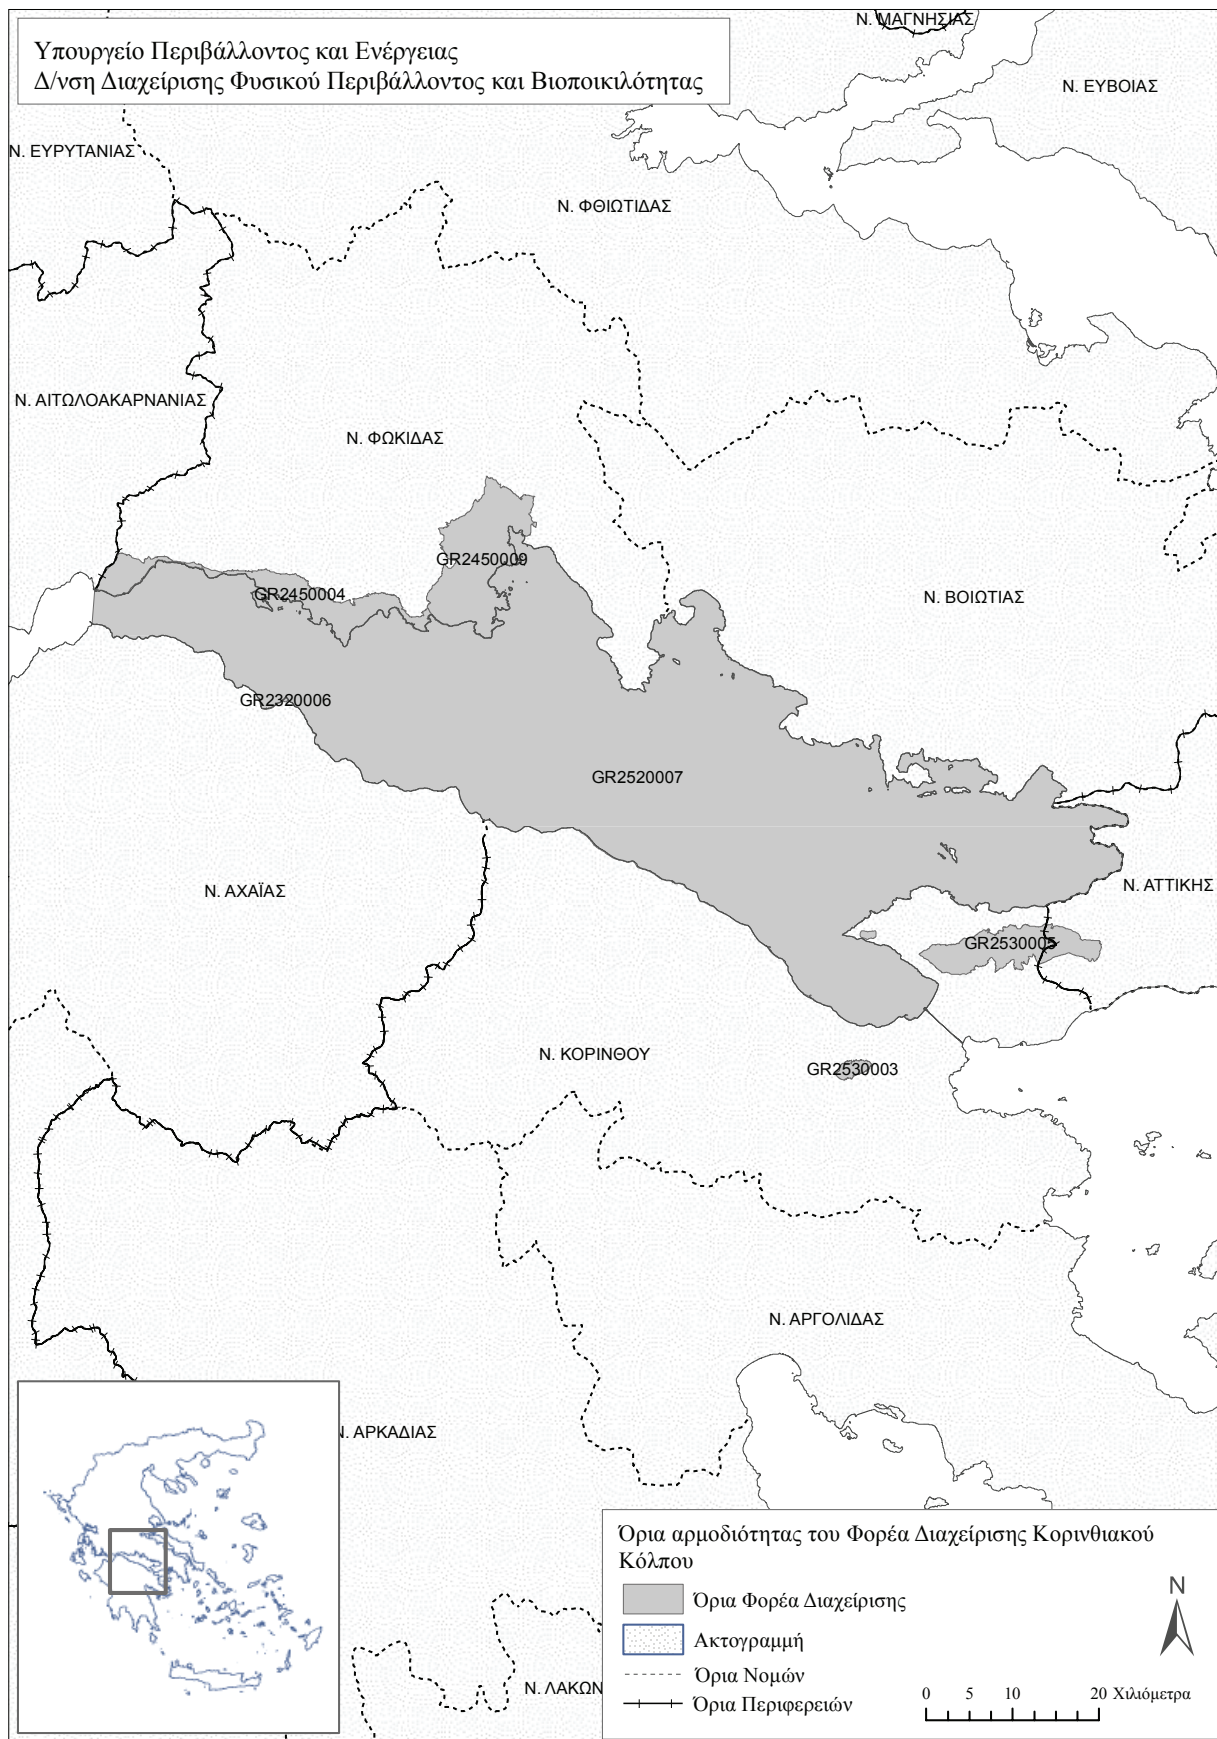 Υπουργείο Περιβάλλοντος και Ενέργειας
Δ/νση Διαχείρισης Φυσικού Περιβάλλοντος και Βιοποικιλότητας
Ν. ΜΑΓΝΗΣΙΑΣ
Ν. ΕΥΒΟΙΑΣ
Ν. ΕΥΡΥΤΑΝΙΑΣ
Ν. ΦΘΙΩΤΙΔΑΣ
Ν. ΑΙΤΩΛΟΑΚΑΡΝΑΝΙΑΣ
Ν. ΦΩΚΙΔΑΣ
GR2450009
GR2450004
Ν. ΒΟΙΩΤΙΑΣ
GR2320006
GR2520007
Ν. ΑΧΑΪΑΣ
Ν. ΑΤΤΙΚΗΣ
GR2530005
Ν. ΚΟΡΙΝΘΟΥ
GR2530003
Ν. ΑΡΓΟΛΙΔΑΣ
Ν. ΑΡΚΑΔΙΑΣ
Ν. ΛΑΚΩΝ
Όρια αρμοδιότητας του Φορέα Διαχείρισης Κορινθιακού
Κόλπου
Όρια Φορέα Διαχείρισης
Ακτογραμμή
Όρια Νομών
Όρια Περιφερειών
N
0 5 10 20 Χιλιόμετρα